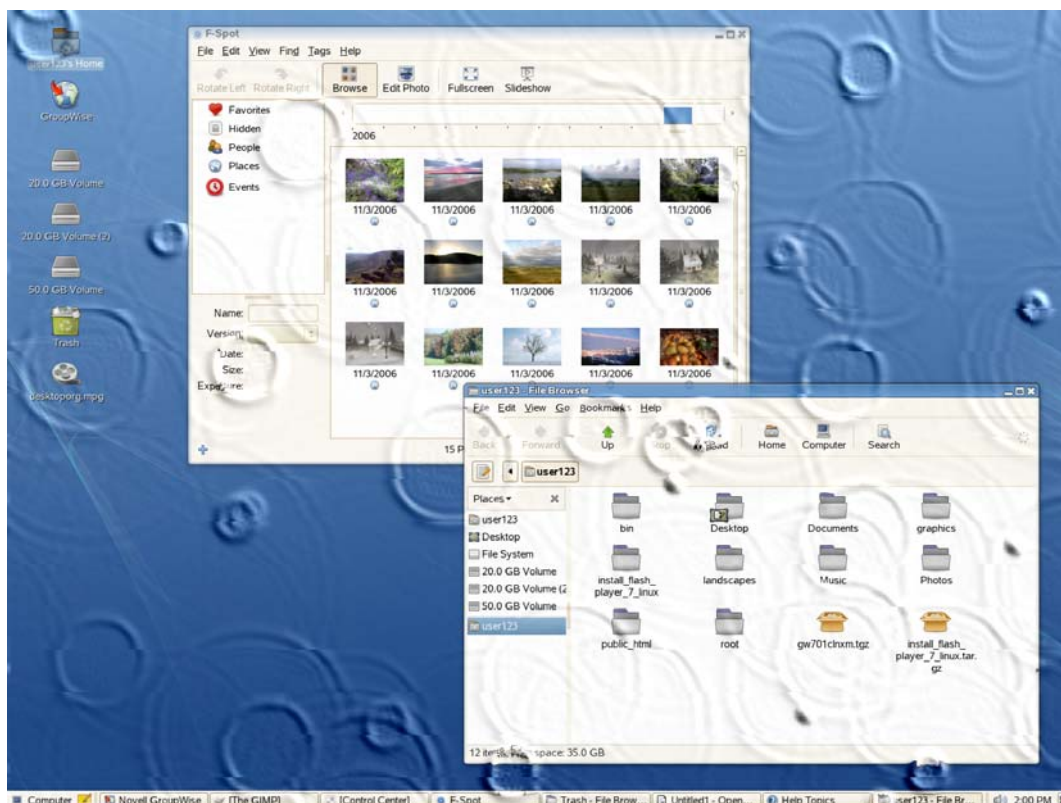 user123's Home
GroupWise
20.0 GB Volume
20.0 GB Volume (2)
50.0 GB Volume
Trash
desktoporg.mpg
F-Spot
File Edit View Find Tags Help
Rotate Left Rotate Right Browse Edit Photo Fullscreen Slideshow
Favorites
Hidden
People
Places
Events
2006
11/3/2006 11/3/2006 11/3/2006 11/3/2006 11/3/2006
11/3/2006 11/3/2006 11/3/2006 11/3/2006 11/3/2006
11/3/2006 11/3/2006 11/3/2006 11/3/2006 11/3/2006
Name:
Version:
Date:
Size:
15 P
user123 - File Browser
File Edit View Go Bookmarks Help
Back Forward Up Stop Home Computer Search
user123
Places
user123
Desktop
File System
20.0 GB Volume
20.0 GB Volume (2
50.0 GB Volume
user123
bin Desktop Documents graphics
install_flash_
player_7_linux
landscapes Music Photos
public_html root gw701clnxm.tgz
install_flash_
player_7_linux.tar.
gz
12 space: 35.0 GB
Computer Novell GroupWise [The GIMP] [Control Center] F-Spot Trash - File Brow... Untitled1 - Open... Help Topics user123 - File Br... 2:00 PM